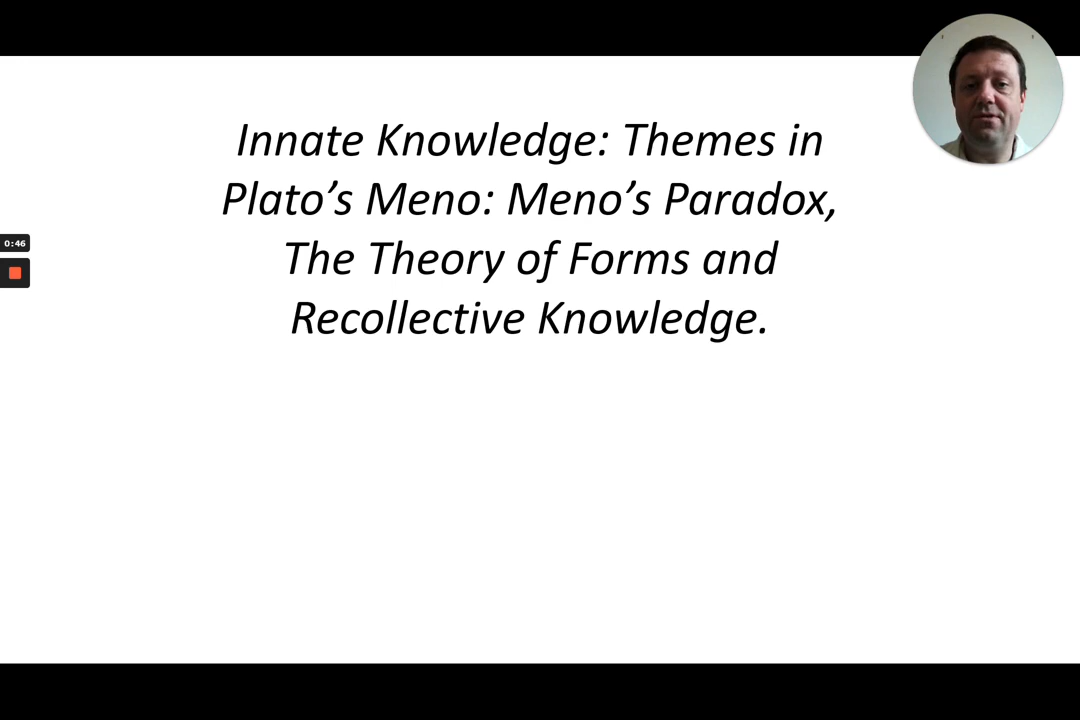 Innate Knowledge: Themes in
Plato’s Meno: Meno’s Paradox,
The Theory of Forms and
Recollective Knowledge.
0:46